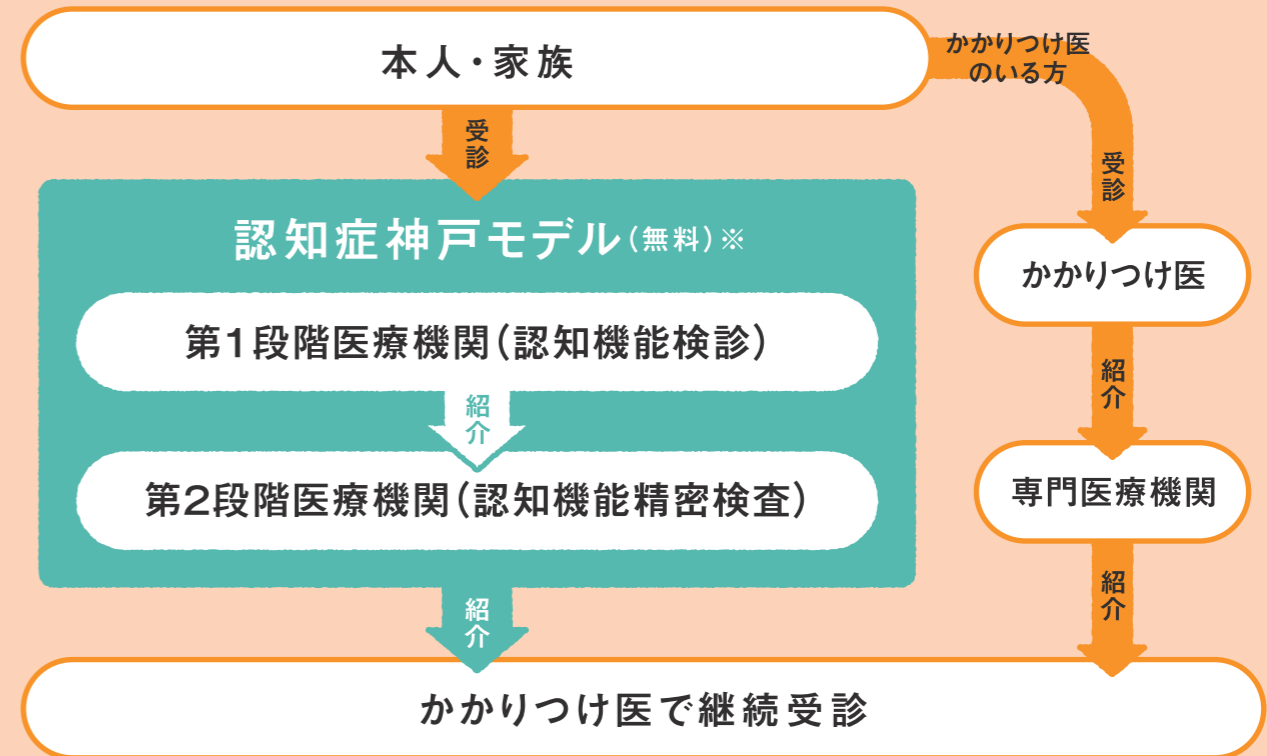 本人・家族
かかりつけ医
のいる方
受診
受診
認知症神戸モデル(無料)※
かかりつけ医
第1段階医療機関(認知機能検診)
紹介
紹介
第2段階医療機関(認知機能精密検査)
専門医療機関
紹介
紹介
かかりつけ医で継続受診